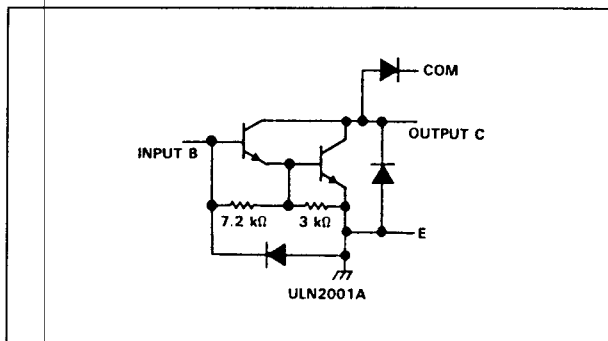 COM
OUTPUT C
INPUT B
7.2 kΩ
3 kΩ
E
ULN2001A